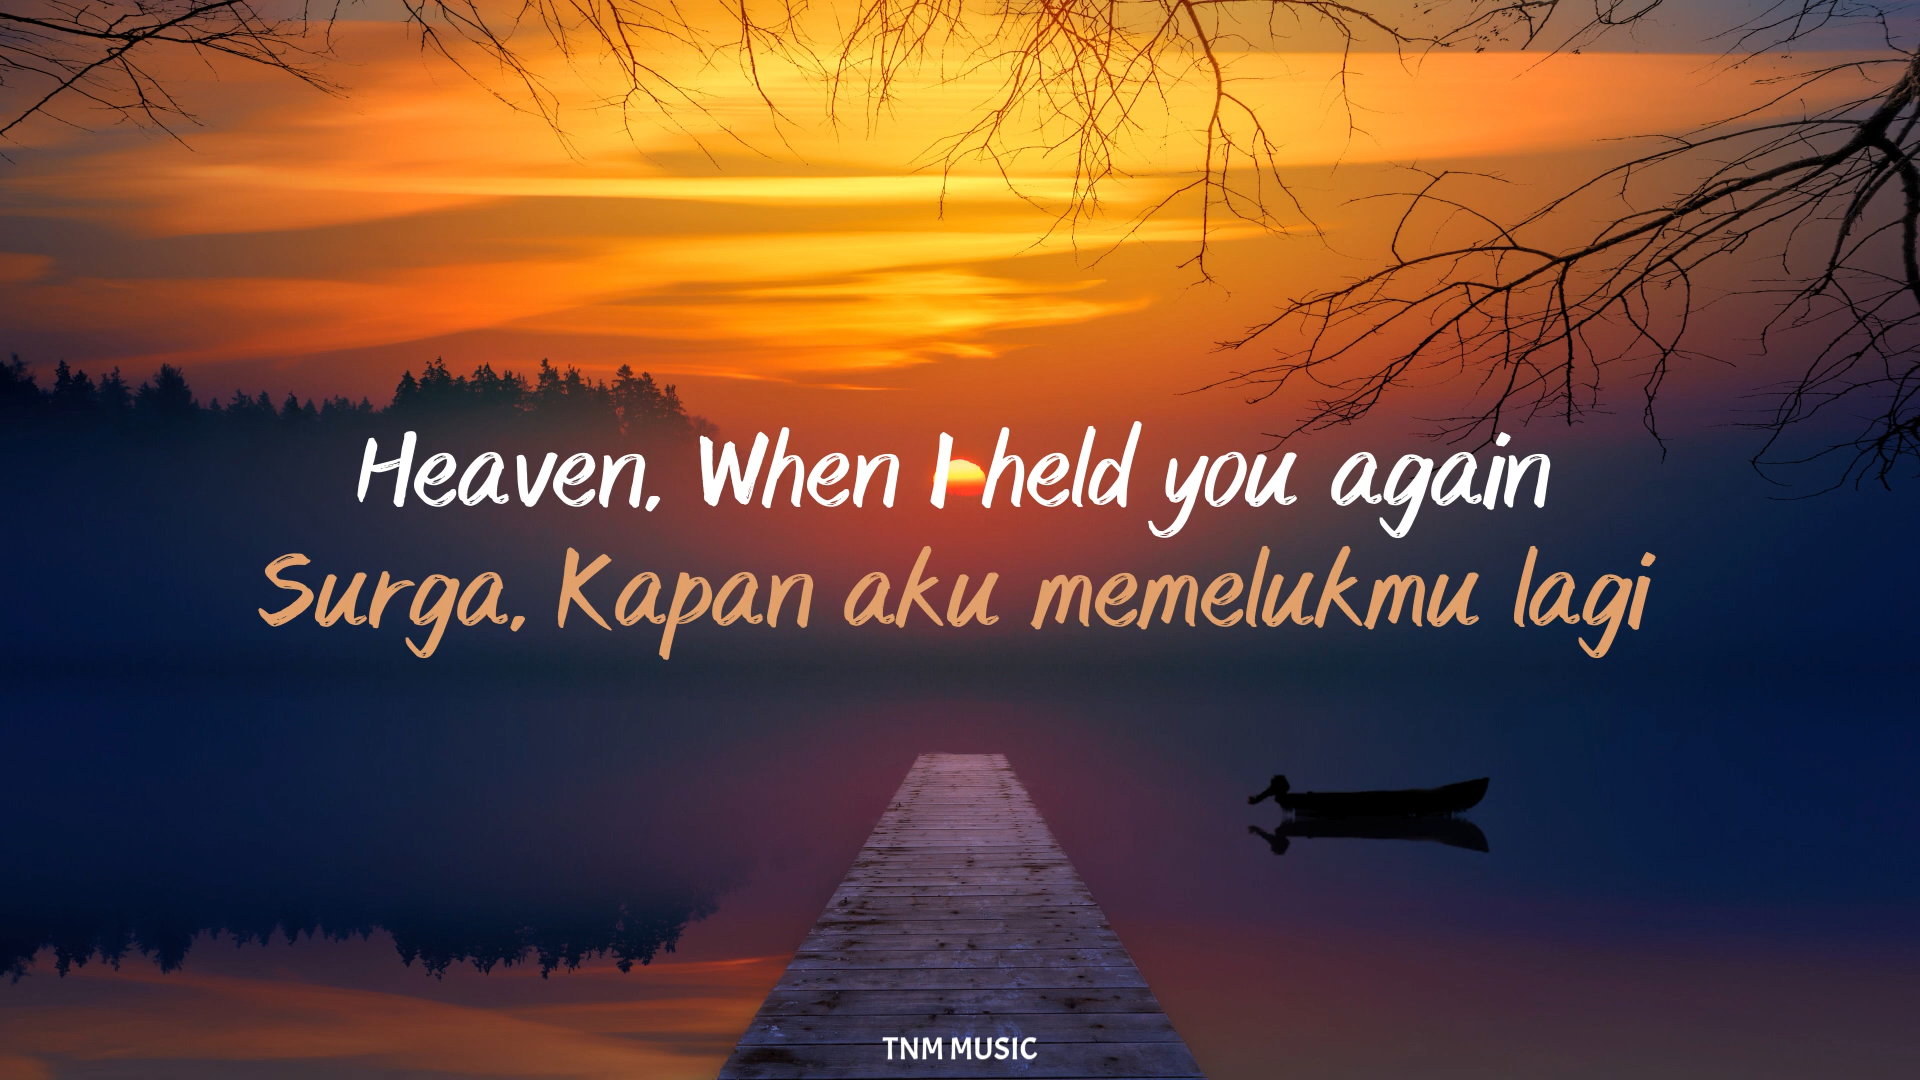 Heaven, When I held you again
Surga, Kapan aku memelukmu lagi
TNM MUSIC